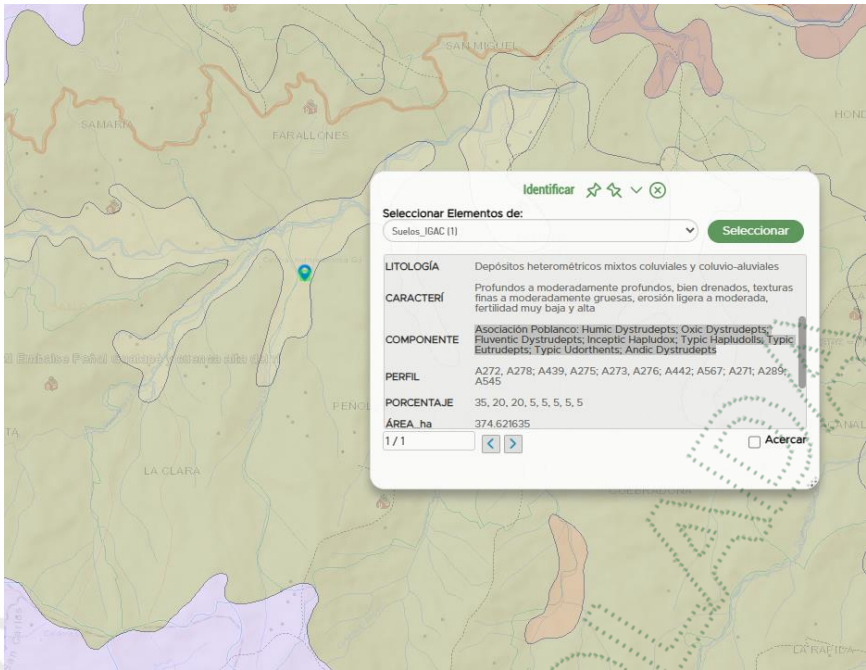 SAN MIGUEL
HOND
SAMARIA
FARALLONES
Identificar
Seleccionar Elementos de:
Suelos_IGAC (1)
Seleccionar
LITOLOGÍA Depósitos heterométricos mixtos coluviales y coluvio-aluviales
CARACTERÍ Profundos a moderadamente profundos, bien drenados, texturas
finas a moderadamente gruesas, erosión ligera a moderada,
fertilidad muy baja y alta
COMPONENTE Asociación Poblanco: Humic Dystrudepts; Oxic Dystrudepts;
Fluventic Dystrudepts; Inceptic Hapludox; Typic Hapludolls; Typic
Eutrudepts; Typic Udorthents; Andic Dystrudepts
PERFIL A272, A278; A439, A275; A273, A276; A442; A567; A271; A289;
A545
PORCENTAJE 35, 20, 20, 5, 5, 5, 5, 5
ÁREA_ha 374.621635
1 / 1
Acercar
PEÑOL
TA
LA CLARA
LA RAPIDA